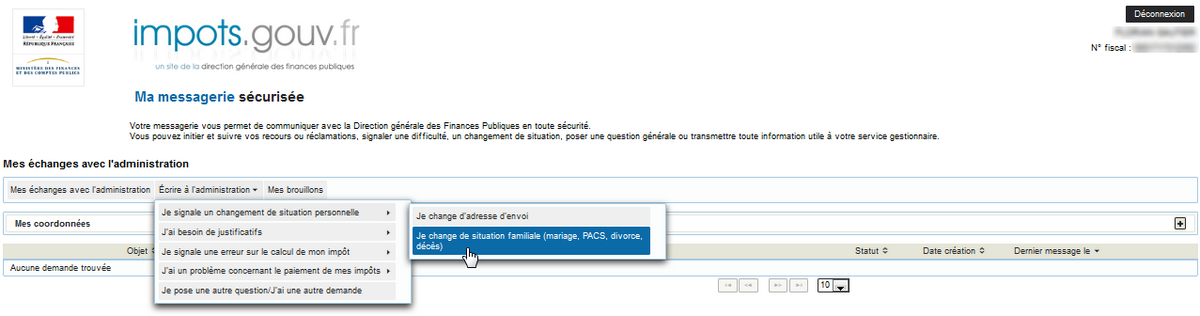 Déconnexion
Liberté • Égalité • Fraternité
RÉPUBLIQUE FRANÇAISE
MINISTÈRE DES FINANCES
ET DES COMPTES PUBLICS
impots.gouv.fr
un site de la direction générale des finances publiques
N° fiscal :
Ma messagerie sécurisée
Votre messagerie vous permet de communiquer avec la Direction générale des Finances Publiques en toute sécurité.
Vous pouvez initier et suivre vos recours ou réclamations, signaler une difficulté, un changement de situation, poser une question générale ou transmettre toute information utile à votre service gestionnaire.
Mes échanges avec l'administration
Mes échanges avec l'administration Écrire à l'administration Mes brouillons
Je signale un changement de situation personnelle
J'ai besoin de justificatifs
Je signale une erreur sur le calcul de mon impôt
J'ai un problème concernant le paiement de mes impôts
Je pose une autre question/J'ai une autre demande
Je change d'adresse d'envoi
Je change de situation familiale (mariage, PACS, divorce,
décès)
Mes coordonnées
Objet Statut Date création Dernier message le
Aucune demande trouvée
10